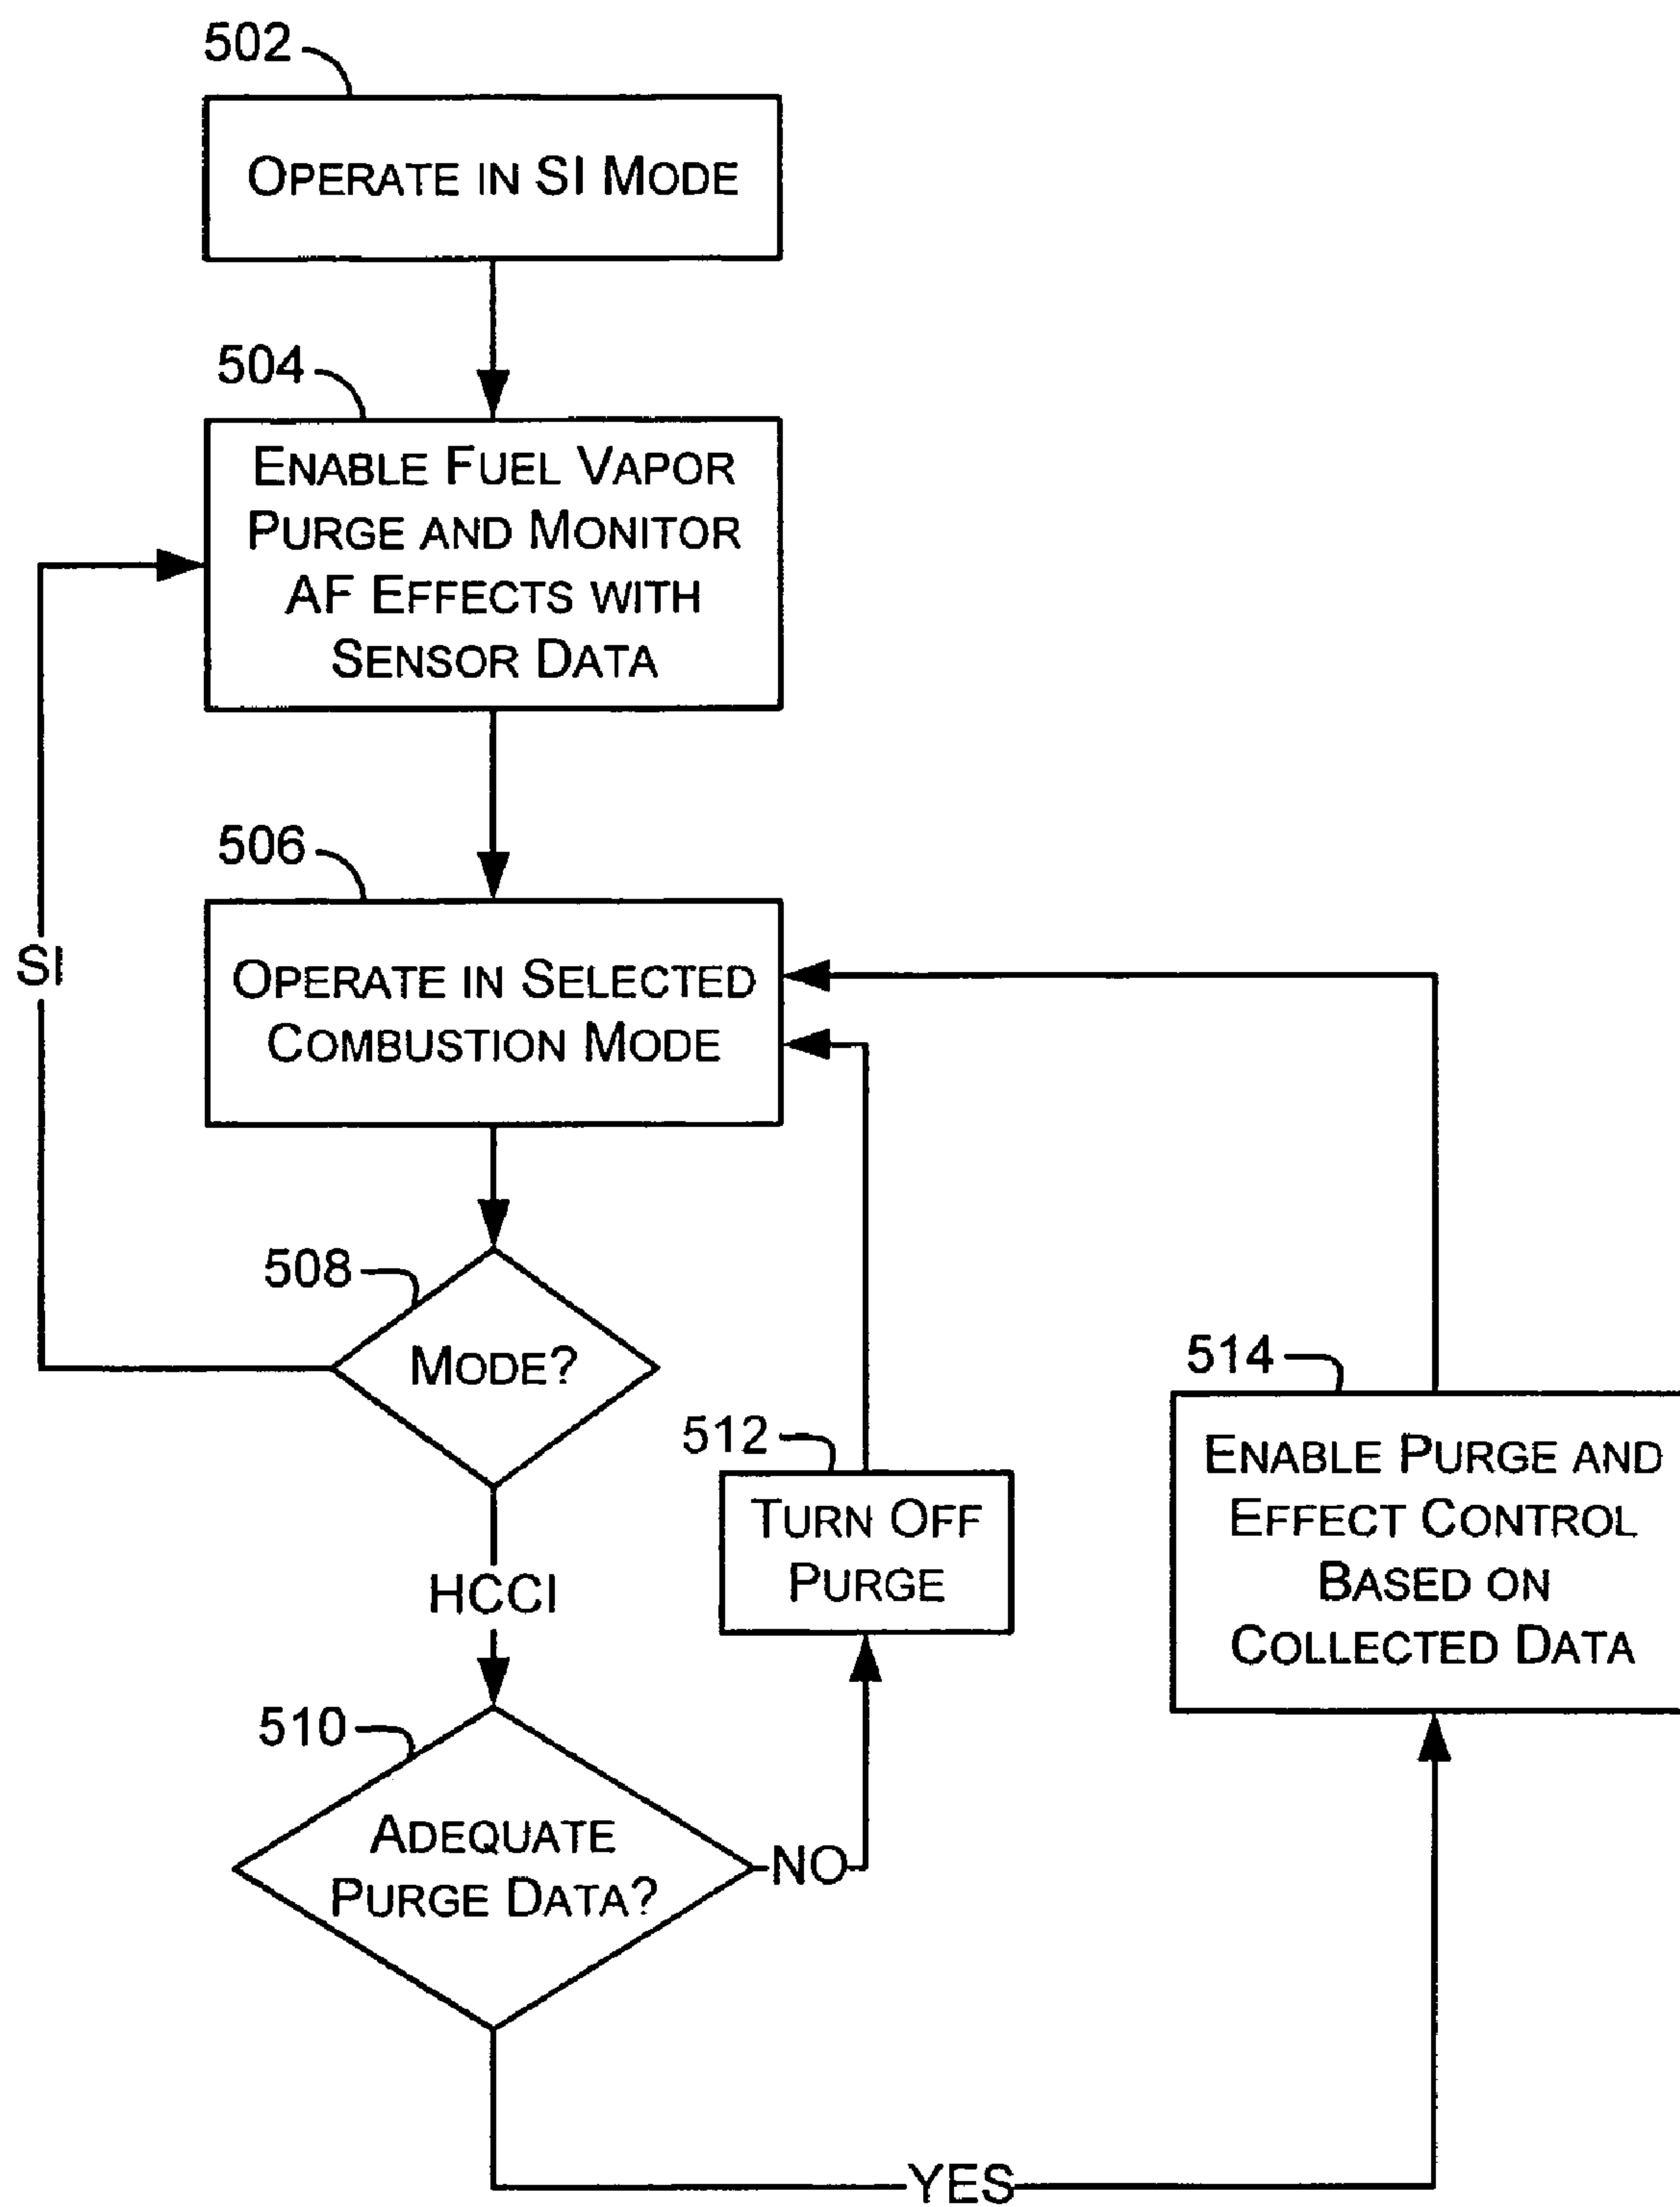 502
OPERATE IN SI MODE
504
ENABLE FUEL VAPOR
PURGE AND MONITOR
AF EFFECTS WITH
SENSOR DATA
506
SI
OPERATE IN SELECTED
COMBUSTION MODE
508
MODE?
514
512
ENABLE PURGE AND
EFFECT CONTROL
BASED ON
COLLECTED DATA
TURN OFF
PURGE
HCCI
510
ADEQUATE
PURGE DATA?
NO
YES